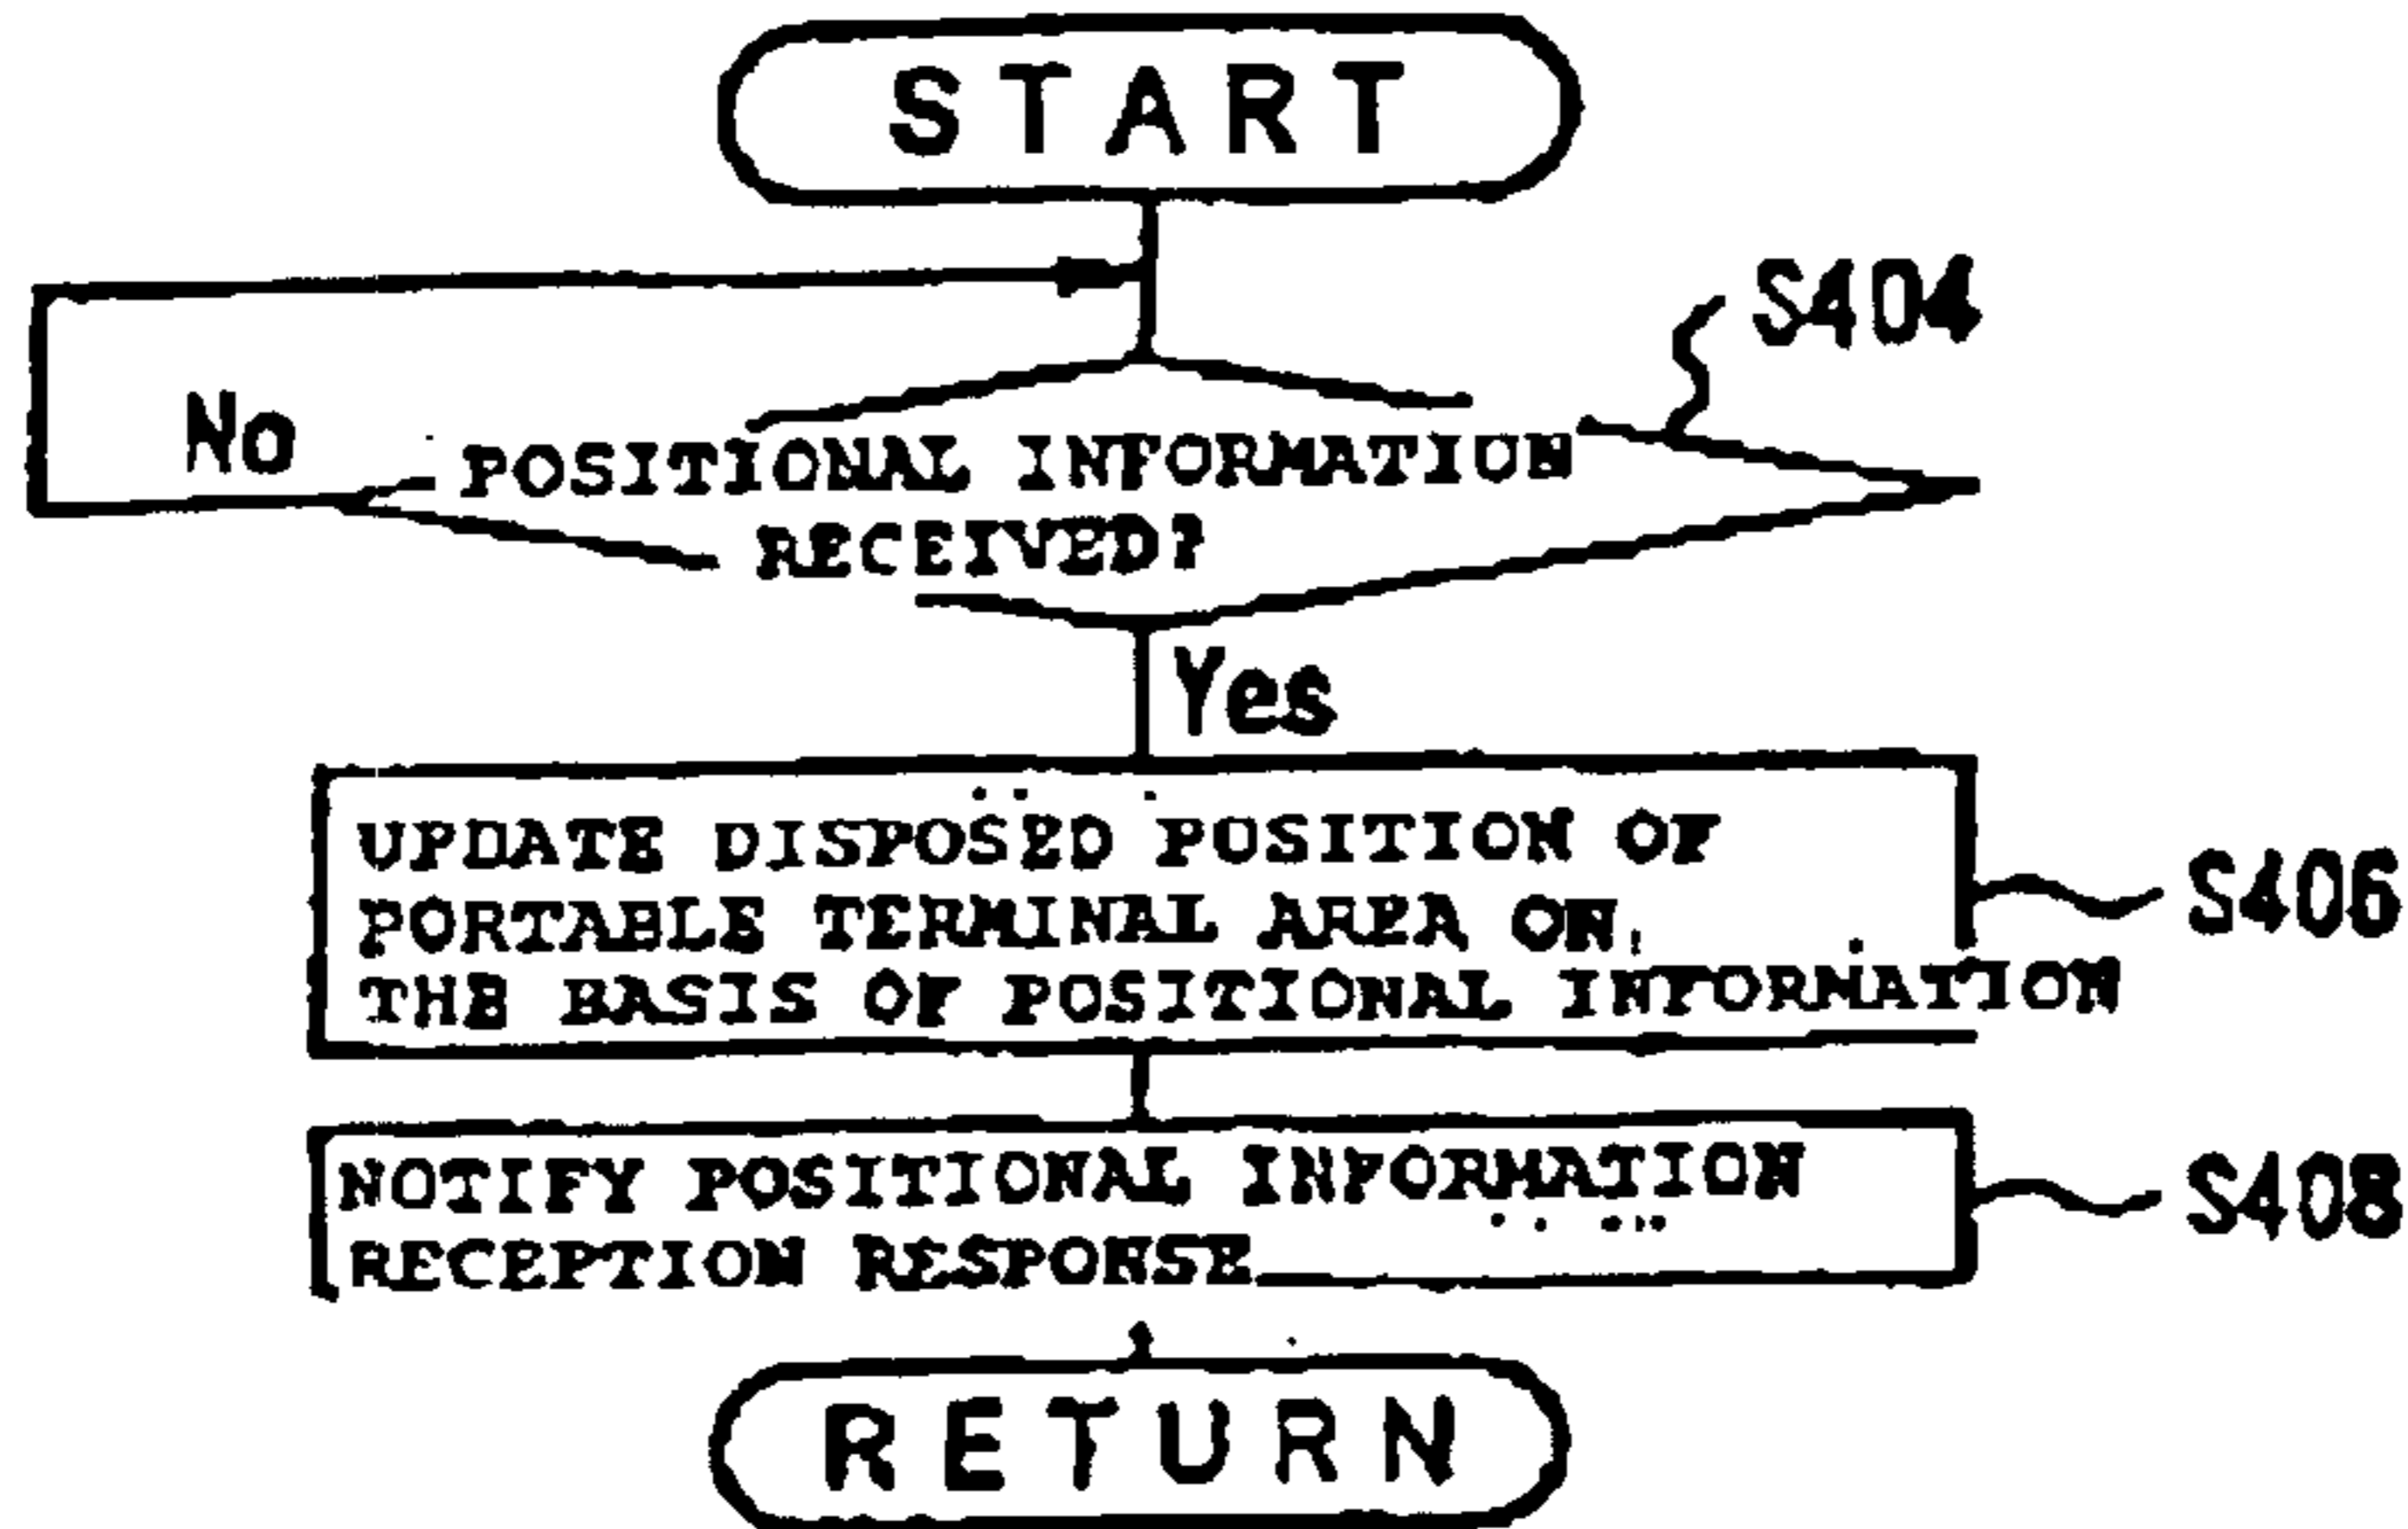 START
S404
No
POSITIONAL INFORMATION
RECEIVED?
Yes
UPDATE DISPOSED POSITION OF
PORTABLE TERMINAL AREA ON
THE BASIS OF POSITIONAL INFORMATION
S406
NOTIFY POSITIONAL INFORMATION
RECEPTION RESPONSE
S408
RETURN